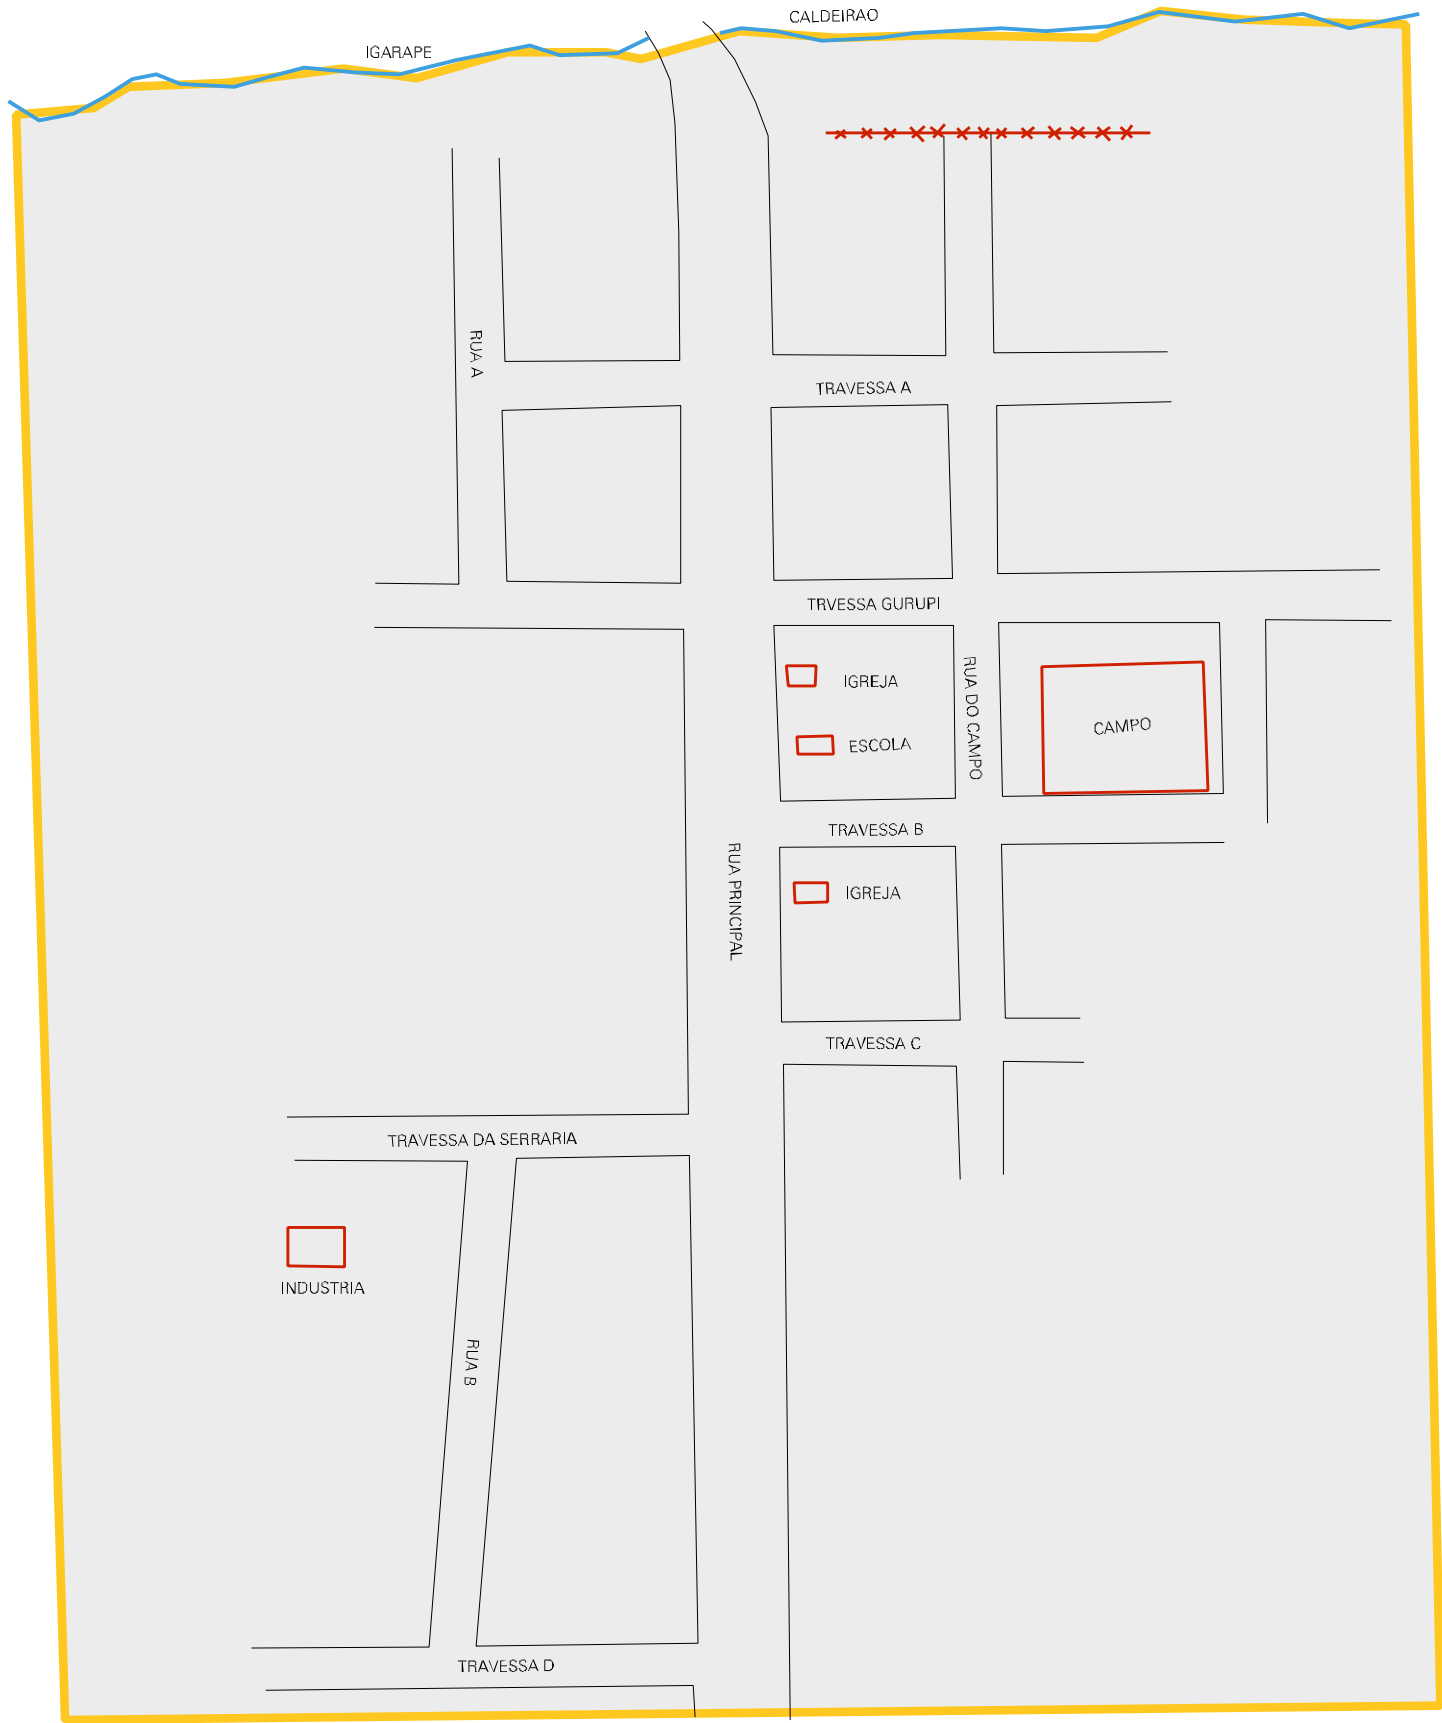 CALDEIRAO
IGARAPE
RUA A
TRAVESSA A
TRVESSA GURUPI
IGREJA
RUA DO CAMPO
CAMPO
ESCOLA
TRAVESSA B
RUA PRINCIPAL
IGREJA
TRAVESSA C
TRAVESSA DA SERRARIA
INDUSTRIA
RUA B
TRAVESSA D